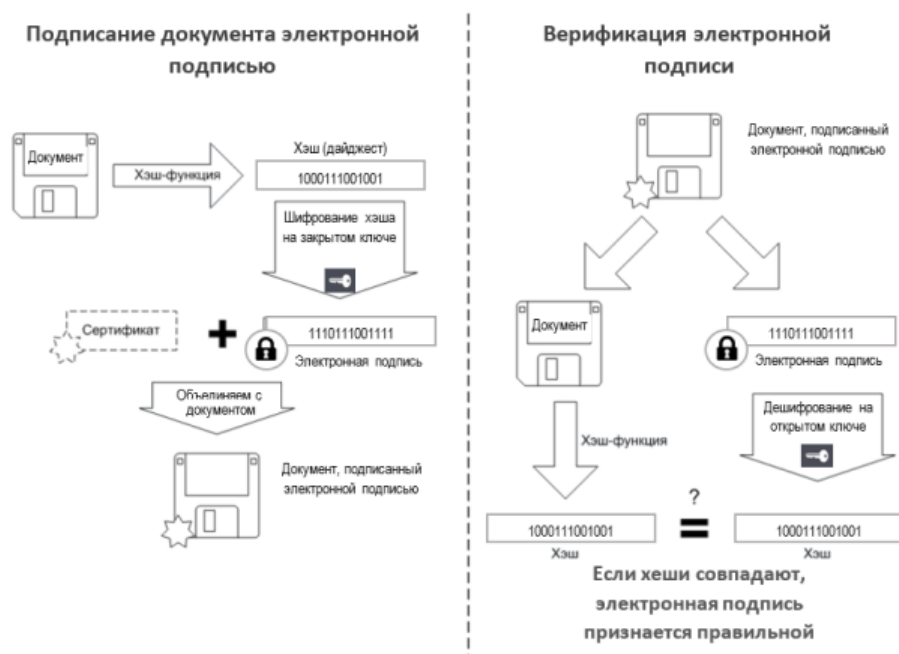 Подписание документа электронной
подписью
Документ
Хэш-функция
Хэш (дайджест)
1000111001001
Шифрование хэша
на закрытом ключе
Сертификат
+
1110111001111
Электронная подпись
Объединяем с
документом
Документ, подписанный
электронной подписью
Верификация электронной
подписи
Документ, подписанный
электронной подписью
Документ
1110111001111
Электронная подпись
Хэш-функция
Дешифрование на
открытом ключе
?
=
1000111001001
Хэш
1000111001001
Хэш
Если хеши совпадают,
электронная подпись
признается правильной